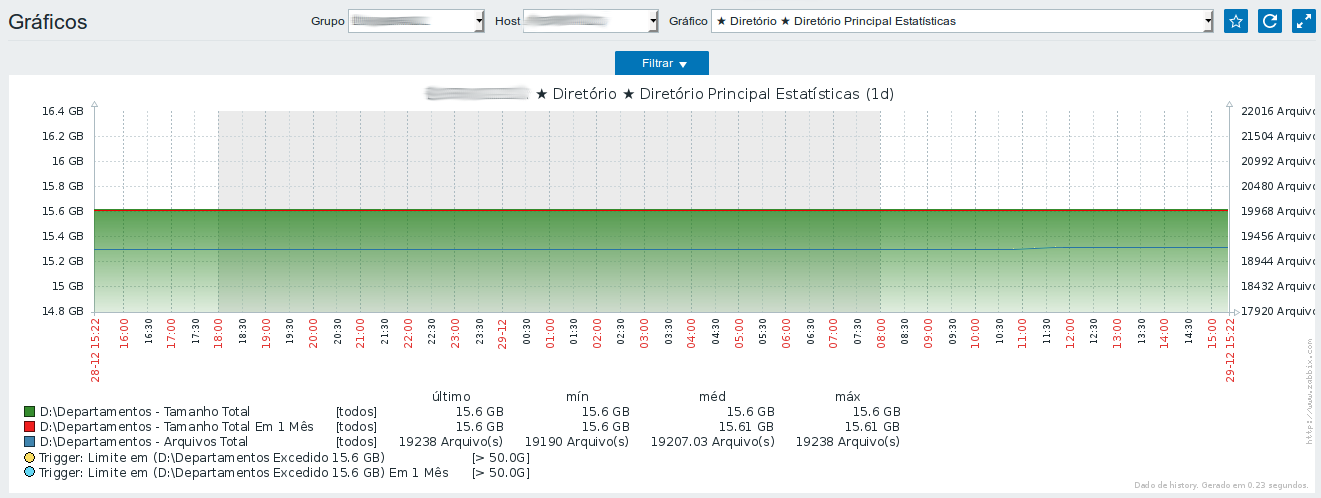 Gráficos Grupo Host Gráfico ★ Diretório ★ Diretório Principal Estatísticas
Filtrar
★ Diretório ★ Diretório Principal Estatísticas (1d)
16.4 GB 22016 Arquivo
16.2 GB 21504 Arquivo
16 GB 20992 Arquivo
15.8 GB 20480 Arquivo
15.6 GB 19968 Arquivo
15.4 GB 19456 Arquivo
15.2 GB 18944 Arquivo
15 GB 18432 Arquivo
14.8 GB 17920 Arquivo
28-12 15:22 16:00 16:30 17:00 17:30 18:00 18:30 19:00 19:30 20:00 20:30 21:00 21:30 22:00 22:30 23:00 23:30 29-12 00:30 01:00 01:30 02:00 02:30 03:00 03:30 04:00 04:30 05:00 05:30 06:00 06:30 07:00 07:30 08:00 08:30 09:00 09:30 10:00 10:30 11:00 11:30 12:00 12:30 13:00 13:30 14:00 14:30 15:00 29-12 15:22
último mín méd máx
D:\Departamentos - Tamanho Total [todos] 15.6 GB 15.6 GB 15.6 GB 15.6 GB
D:\Departamentos - Tamanho Total Em 1 Mês [todos] 15.6 GB 15.6 GB 15.61 GB 15.61 GB
D:\Departamentos - Arquivos Total [todos] 19238 Arquivo(s) 19190 Arquivo(s) 19207.03 Arquivo(s) 19238 Arquivo(s)
Trigger: Limite em (D:\Departamentos Excedido 15.6 GB) [> 50.0G]
Trigger: Limite em (D:\Departamentos Excedido 15.6 GB) Em 1 Mês [> 50.0G]
http://www.zabbix.com
Dado de history. Gerado em 0.23 segundos.